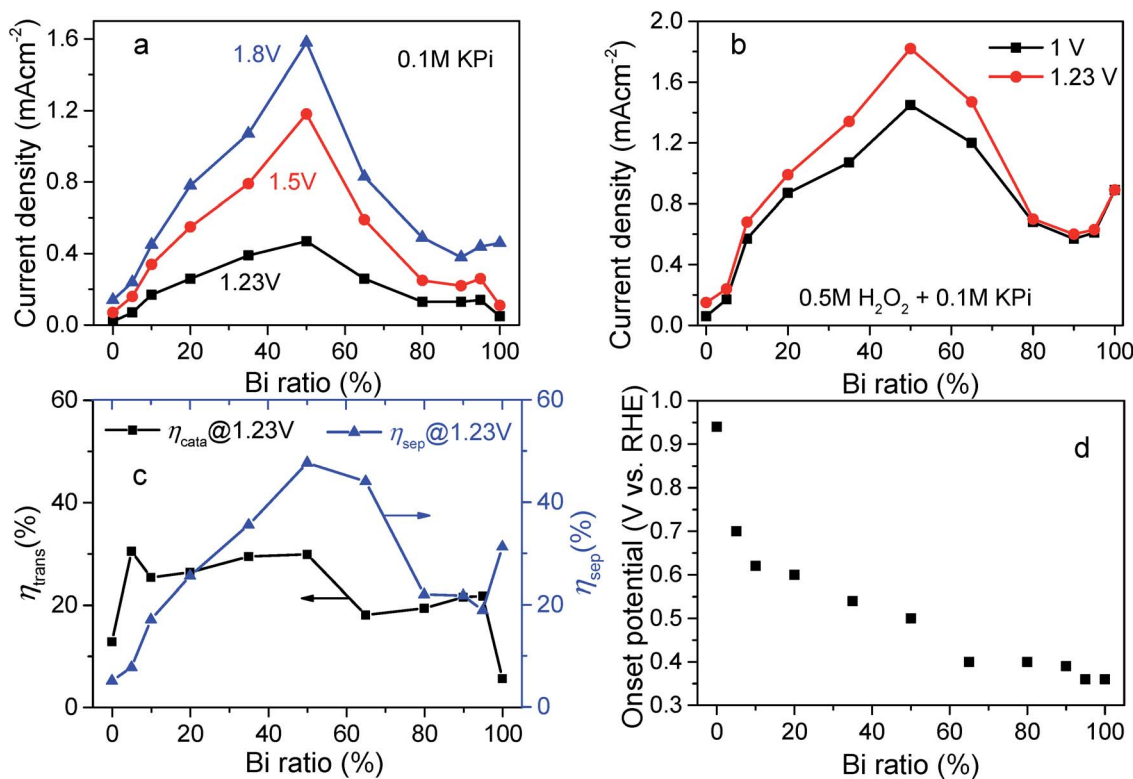 a
1.8V
0.1M KPi
1.5V
1.23V
Current density (mAcm⁻²)
0.0
0.4
0.8
1.2
1.6
0 20 40 60 80 100
Bi ratio (%)
b
1 V
1.23 V
0.5M H₂O₂ + 0.1M KPi
Current density (mAcm⁻²)
0.0
0.4
0.8
1.2
1.6
2.0
0 20 40 60 80 100
Bi ratio (%)
c
η_cata@1.23V
η_sep@1.23V
η_trans(%)
0
20
40
60
η_sep(%)
0
20
40
60
0 20 40 60 80 100
Bi ratio (%)
d
Onset potential (V vs. RHE)
0.3
0.4
0.5
0.6
0.7
0.8
0.9
1.0
0 20 40 60 80 100
Bi ratio (%)